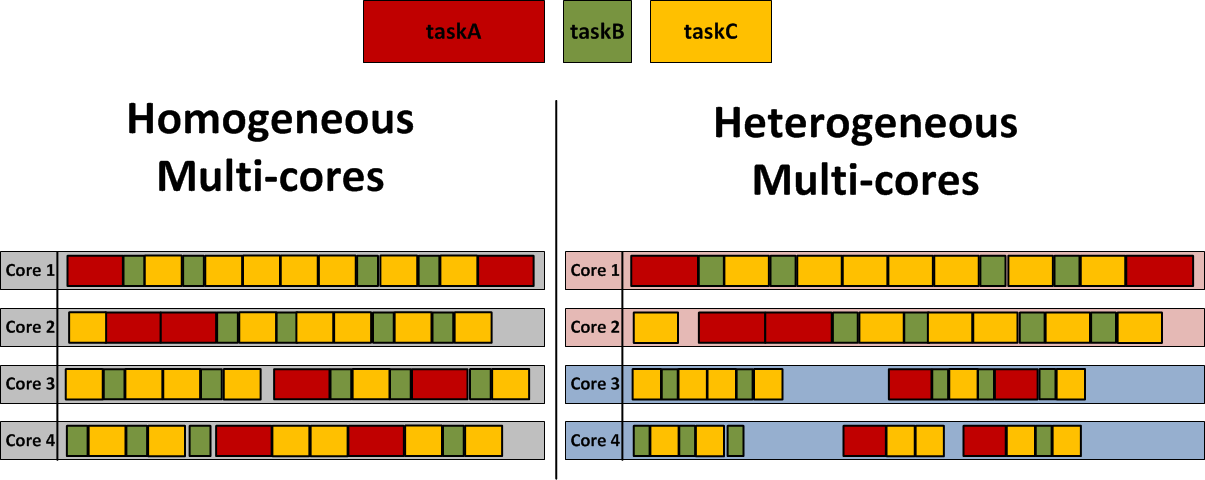 taskA taskB taskC
Homogeneous
Multi-cores
Core 1
Core 2
Core 3
Core 4
Heterogeneous
Multi-cores
Core 1
Core 2
Core 3
Core 4